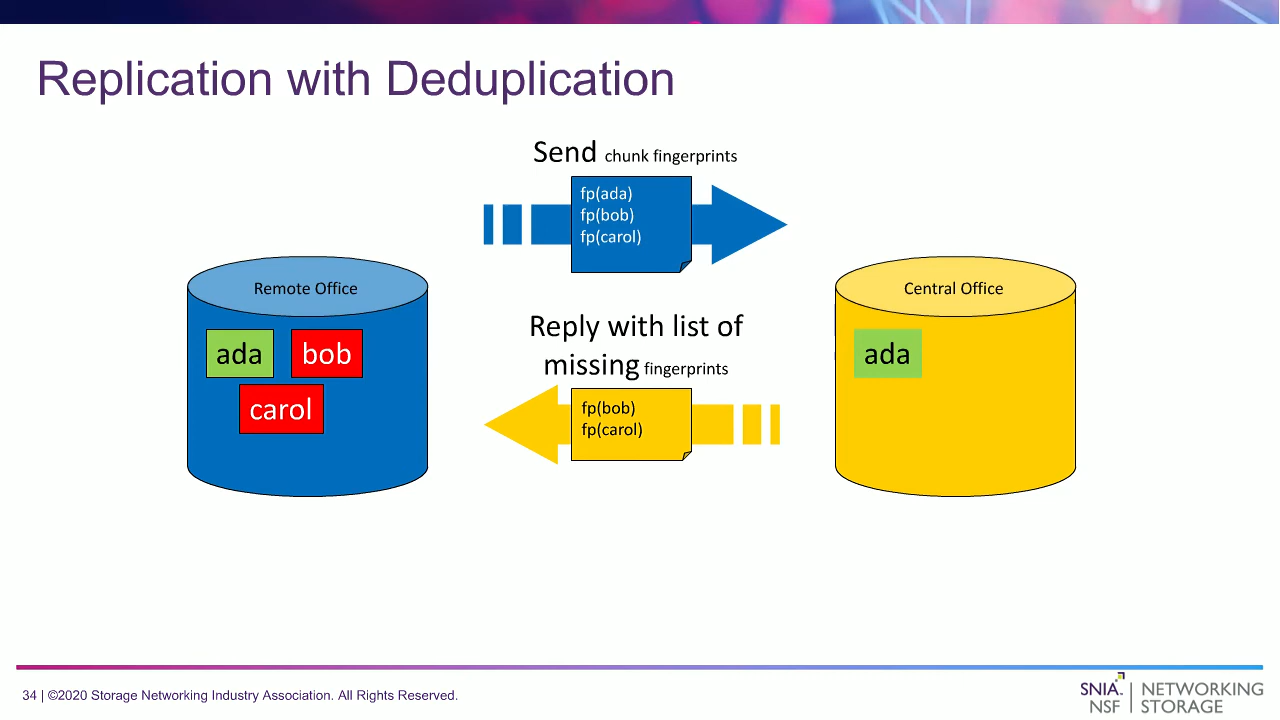 Replication with Deduplication
Send chunk fingerprints
fp(ada)
fp(bob)
fp(carol)
Remote Office
ada
bob
carol
Reply with list of
missing fingerprints
fp(bob)
fp(carol)
Central Office
ada
34 | ©2020 Storage Networking Industry Association. All Rights Reserved.
SNIA. | NETWORKING
NSF | STORAGE